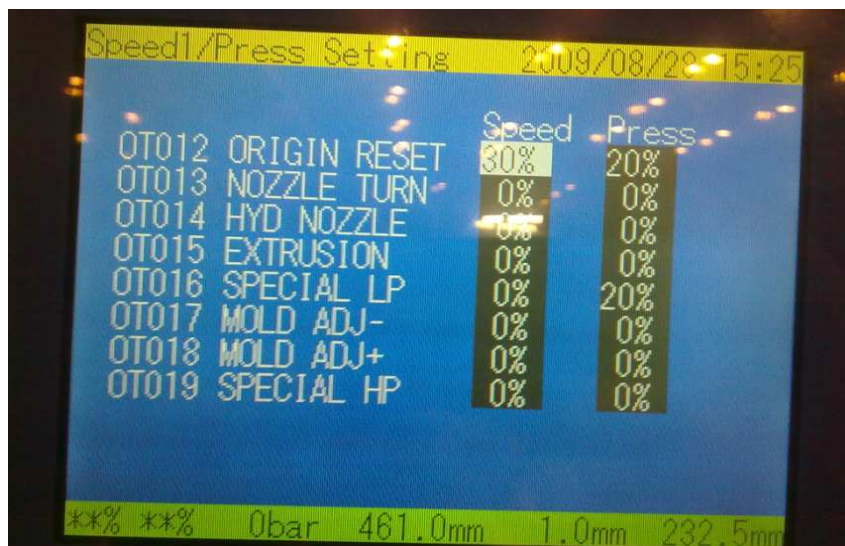 Speed1/Press Setting 2009/08/28 15:25
Speed Press
OT012 ORIGIN RESET 30% 20%
OT013 NOZZLE TURN 0% 0%
OT014 HYD NOZZLE 0% 0%
OT015 EXTRUSION 0% 0%
OT016 SPECIAL LP 0% 20%
OT017 MOLD ADJ- 0% 0%
OT018 MOLD ADJ+ 0% 0%
OT019 SPECIAL HP 0% 0%
**% **% 0bar 461.0mm 1.0mm 232.5mm